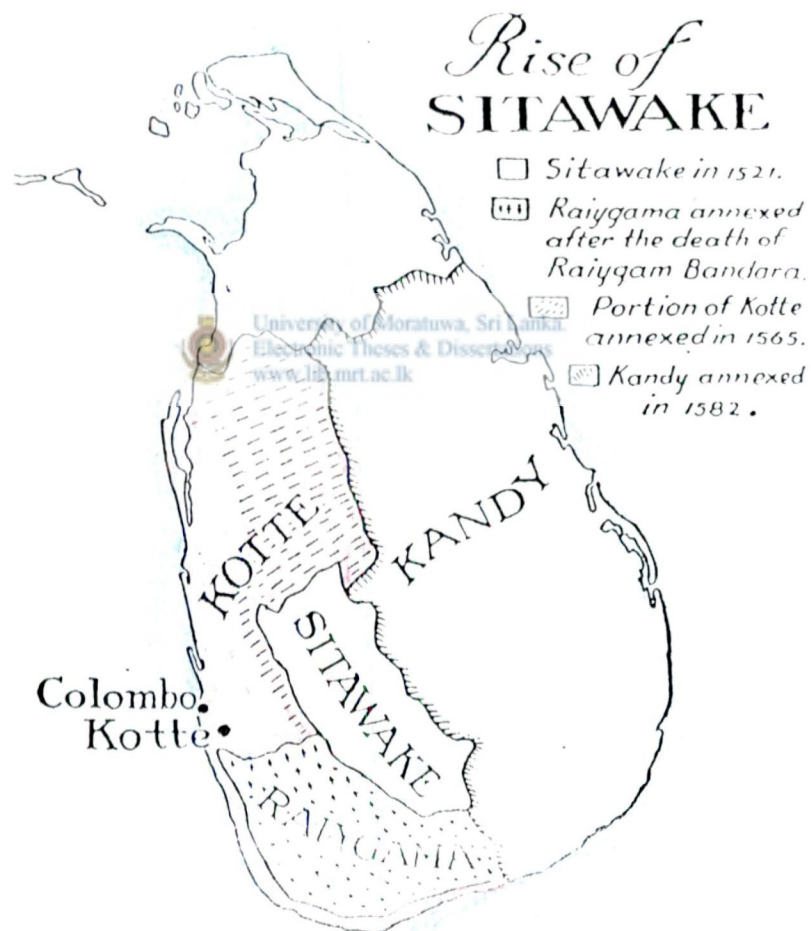 Rise of
SITAWAKE
Sitawake in 1521.
Raiygama annexed
after the death of
Raiygam Bandara.
Portion of Kotte
annexed in 1565.
Kandy annexed
in 1582.
University of Moratuwa, Sri Lanka.
Electronic Theses & Dissertations
www.lib.mrt.ac.lk
KOTTE
KANDY
SITAWAKE
Colombo
Kotte
RAIYGAMA